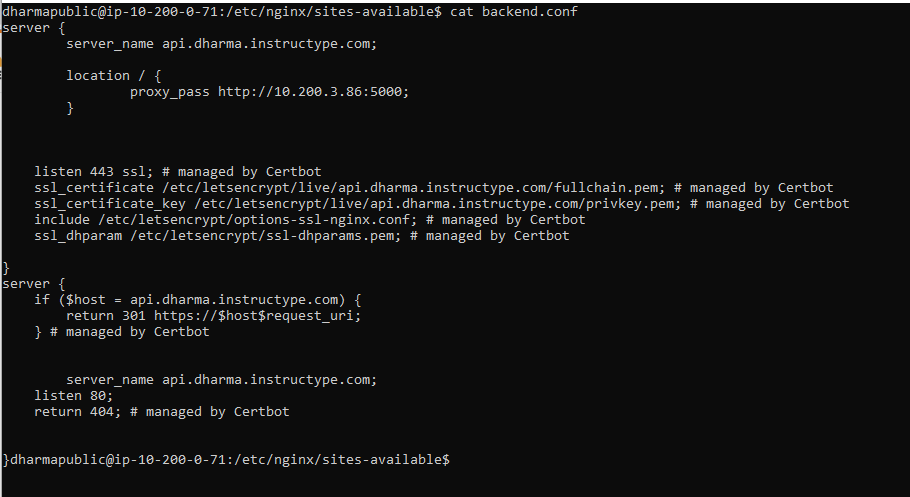 dharmapublic@ip-10-200-0-71:/etc/nginx/sites-available$ cat backend.conf
server {
        server_name api.dharma.instructype.com;
        location / {
                proxy_pass http://10.200.3.86:5000;
        }
    listen 443 ssl; # managed by Certbot
    ssl_certificate /etc/letsencrypt/live/api.dharma.instructype.com/fullchain.pem; # managed by Certbot
    ssl_certificate_key /etc/letsencrypt/live/api.dharma.instructype.com/privkey.pem; # managed by Certbot
    include /etc/letsencrypt/options-ssl-nginx.conf; # managed by Certbot
    ssl_dhparam /etc/letsencrypt/ssl-dhparams.pem; # managed by Certbot
}
server {
    if ($host = api.dharma.instructype.com) {
        return 301 https://$host$request_uri;
    } # managed by Certbot
        server_name api.dharma.instructype.com;
    listen 80;
    return 404; # managed by Certbot
}dharmapublic@ip-10-200-0-71:/etc/nginx/sites-available$